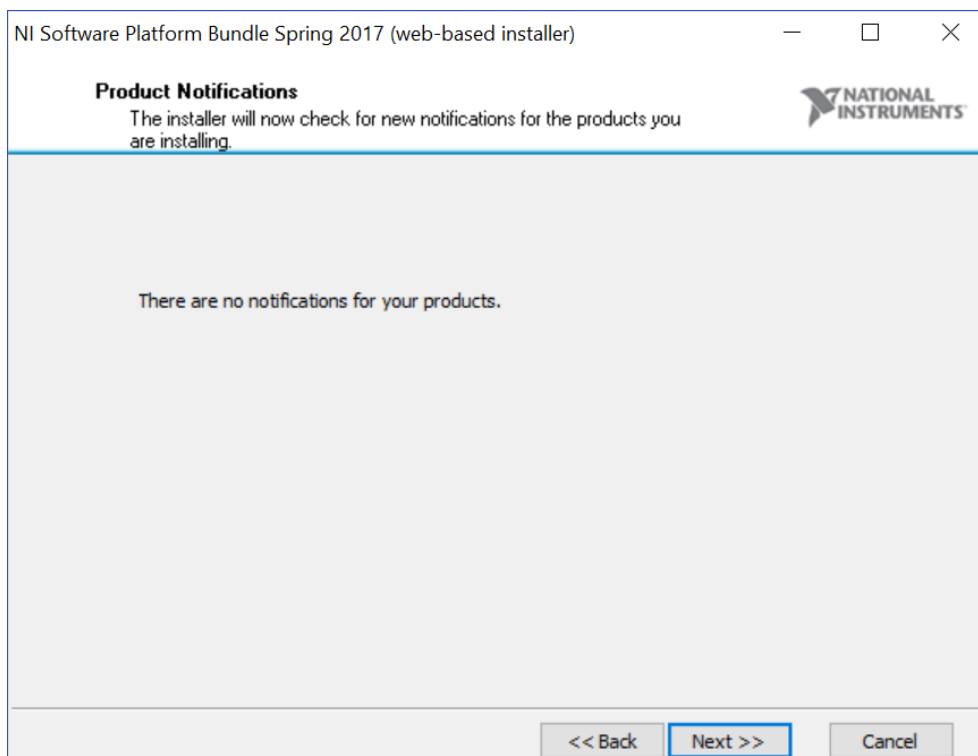 NI Software Platform Bundle Spring 2017 (web-based installer)
Product Notifications
The installer will now check for new notifications for the products you
are installing.
NATIONAL
INSTRUMENTS
There are no notifications for your products.
<< Back
Next >>
Cancel